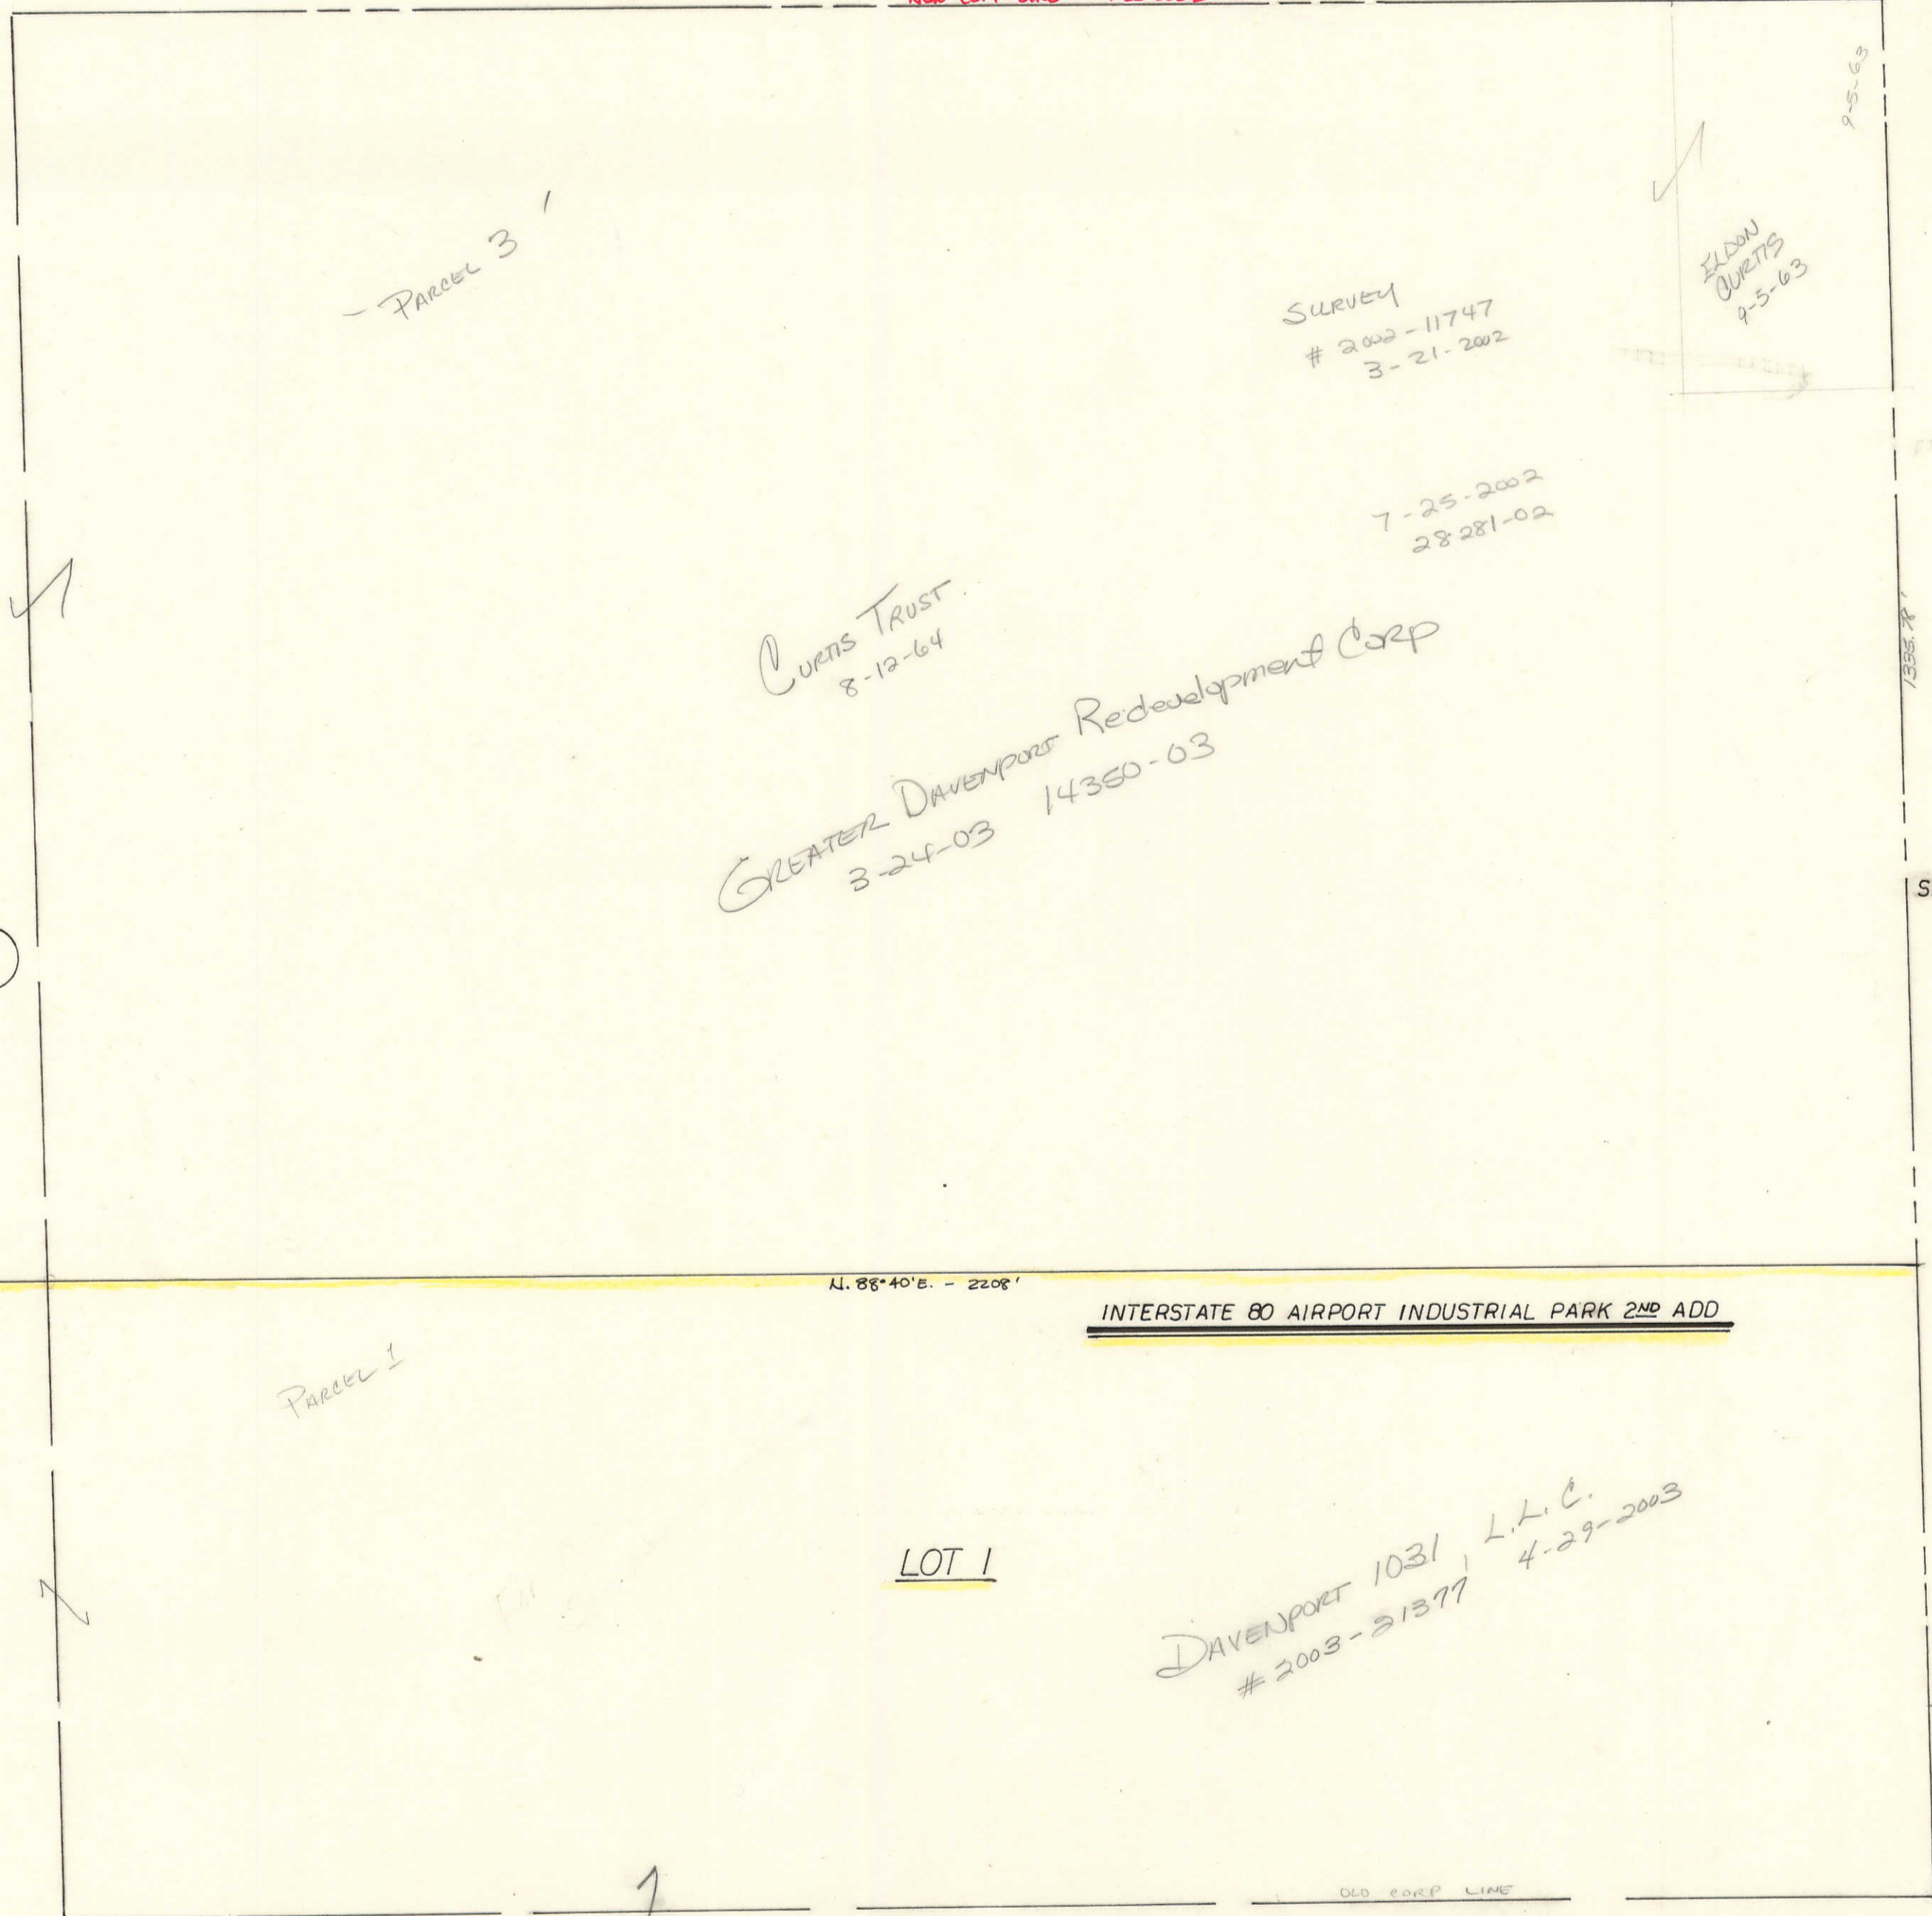 9-5-63
PARCEL 3
ELDON
CURTIS
9-5-63
SURVEY
# 2002-11747
3-21-2002
7-25-2002
28281-02
CURTIS TRUST
8-12-64
1335.78'
GREATER DAVENPORT Redevelopment CORP
3-24-03 14350-03
S
N. 88°40'E. - 2208'
INTERSTATE 80 AIRPORT INDUSTRIAL PARK 2ND ADD
PARCEL 1
LOT 1
DAVENPORT 1031, L.L.C.
# 2003-21377 4-29-2003
OLD CORP LINE